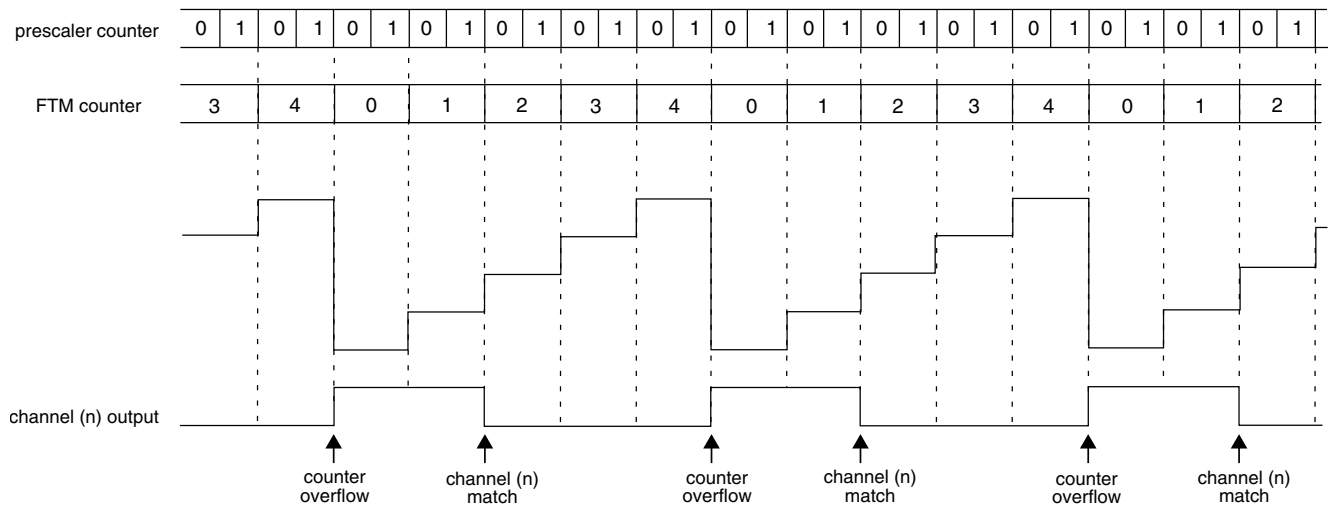 prescaler counter 0 1 0 1 0 1 0 1 0 1 0 1 0 1 0 1 0 1 0 1 0 1 0 1 0 1 0 1 0 1
FTM counter 3 4 0 1 2 3 4 0 1 2 3 4 0 1 2
channel (n) output
counter overflow
channel (n) match
counter overflow
channel (n) match
counter overflow
channel (n) match